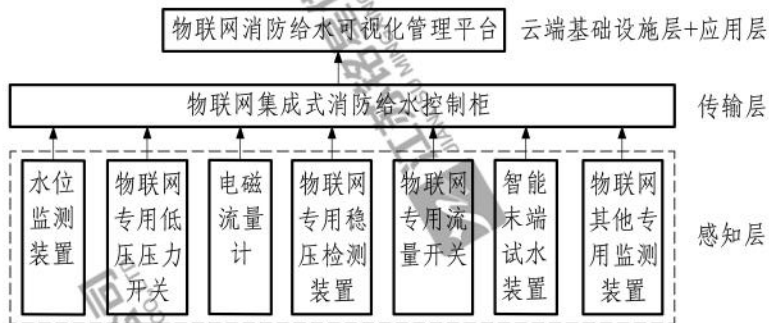 物联网消防给水可视化管理平台 云端基础设施层+应用层
物联网集成式消防给水控制柜 传输层
水位
监测
装置
物联网
专用低
压压力
开关
电磁
流量
计
物联网
专用稳
压检测
装置
物联网
专用流
量开关
智能
末端
试水
装置
物联网
其他专
用监测
装置
感知层